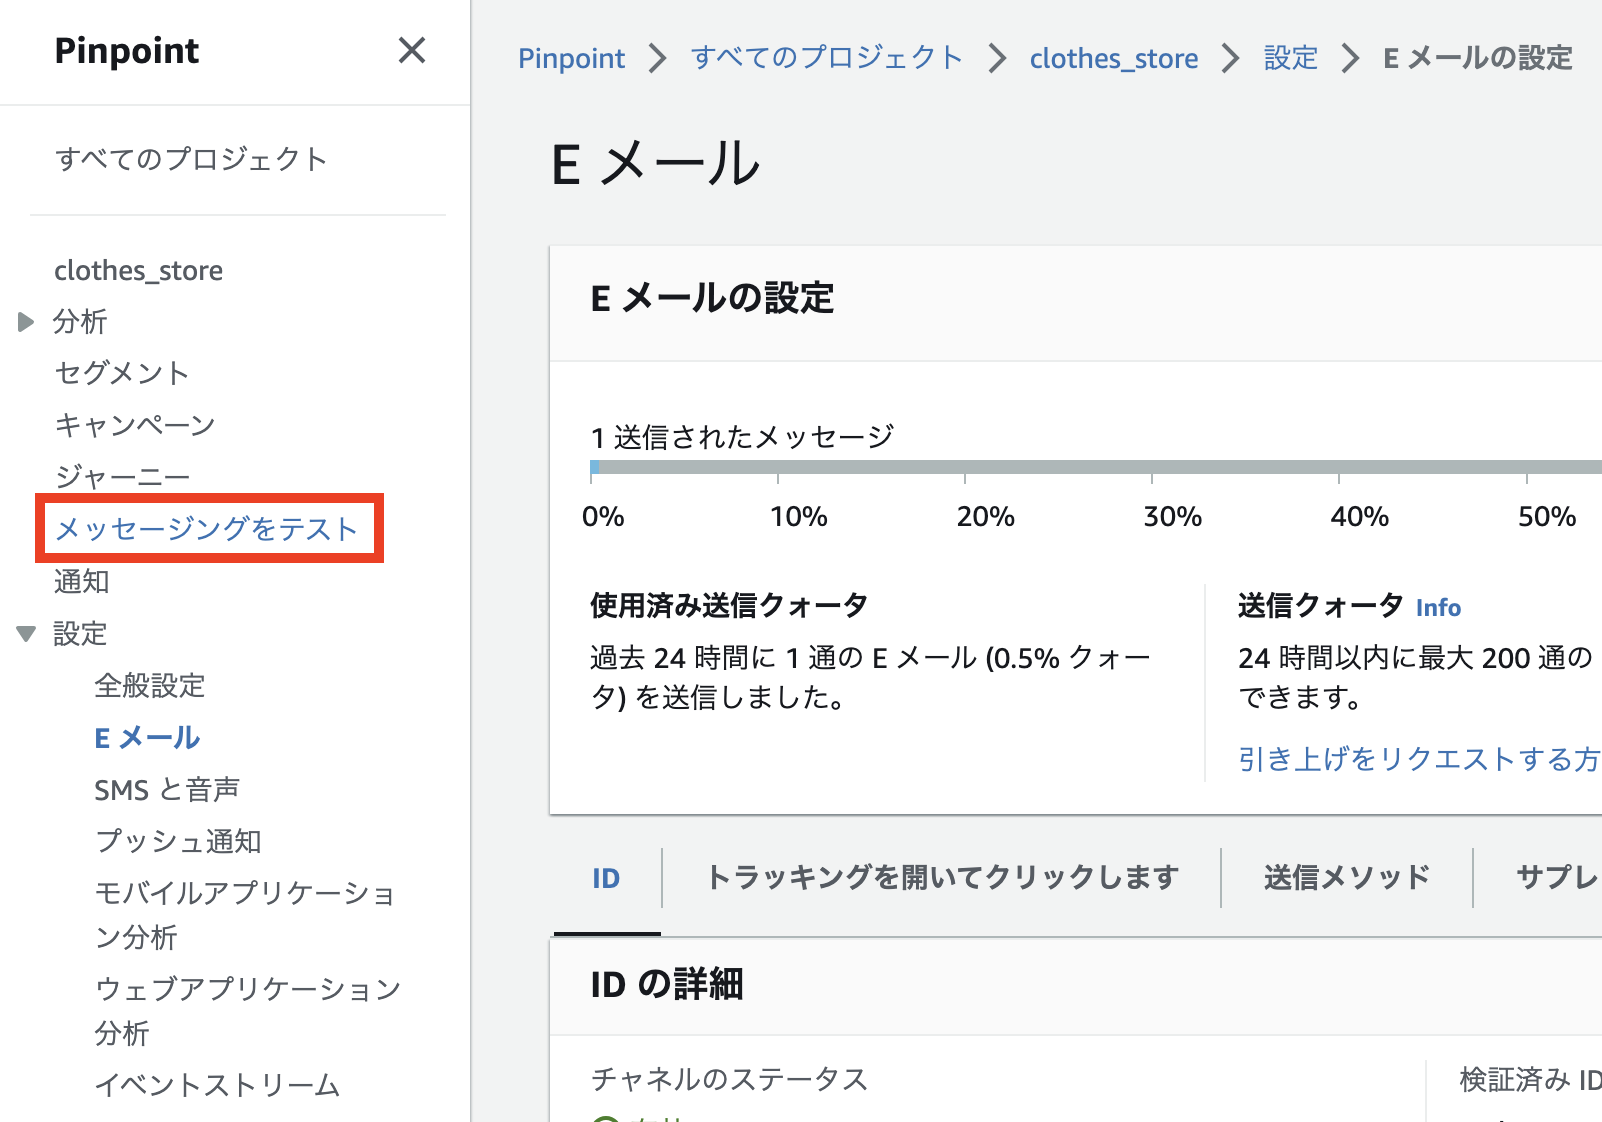 Pinpoint
すべてのプロジェクト
clothes_store
分析
セグメント
キャンペーン
ジャーニー
メッセージングをテスト
通知
設定
全般設定
E メール
SMS と音声
プッシュ通知
モバイルアプリケーショ
ン分析
ウェブアプリケーション
分析
イベントストリーム
Pinpoint すべてのプロジェクト clothes_store 設定 E メールの設定
E メール
E メールの設定
1 送信されたメッセージ
0% 10% 20% 30% 40% 50%
使用済み送信クォータ
過去 24 時間に 1 通の E メール (0.5% クォー
タ) を送信しました。
送信クォータ Info
24 時間以内に最大 200 通の
できます。
引き上げをリクエストする方
ID トラッキングを開いてクリックします 送信メソッド サプレ
ID の詳細
チャネルのステータス
検証済み ID